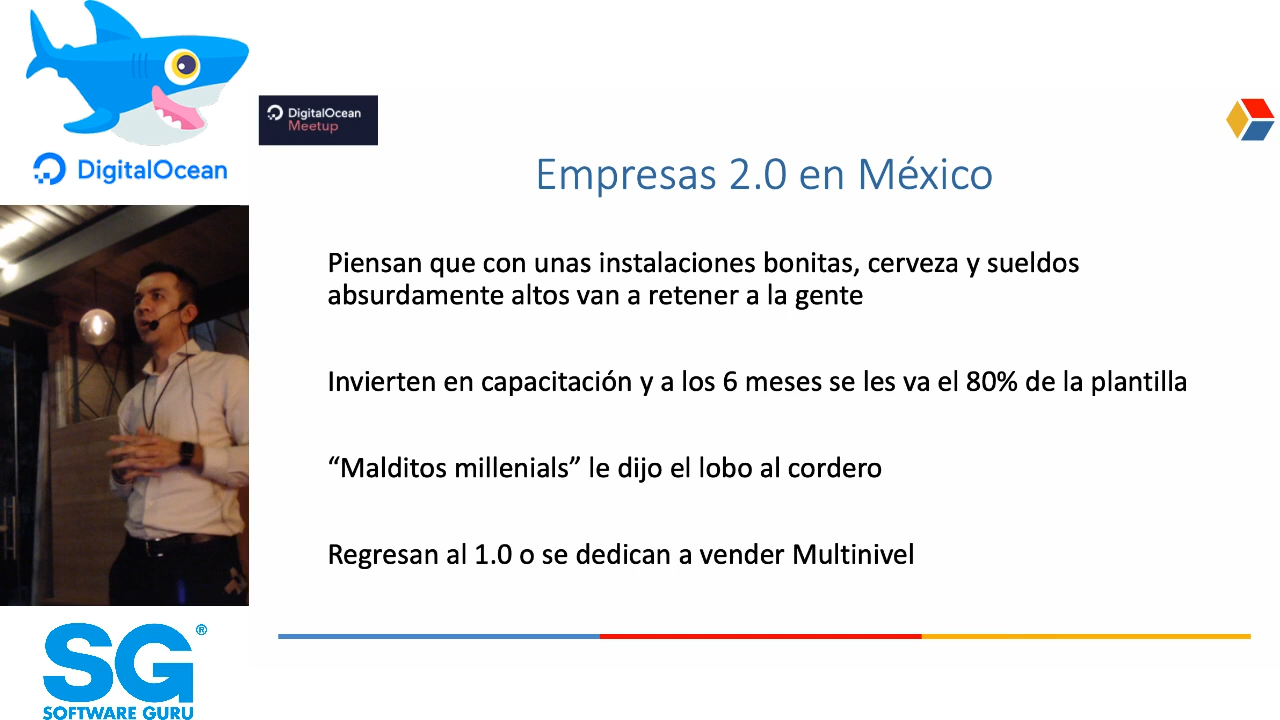 DigitalOcean
DigitalOcean
Meetup
Empresas 2.0 en México
Piensan que con unas instalaciones bonitas, cerveza y sueldos
absurdamente altos van a retener a la gente
Invierten en capacitación y a los 6 meses se les va el 80% de la plantilla
“Malditos millenials” le dijo el lobo al cordero
Regresan al 1.0 o se dedican a vender Multinivel
SG®
SOFTWARE GURU